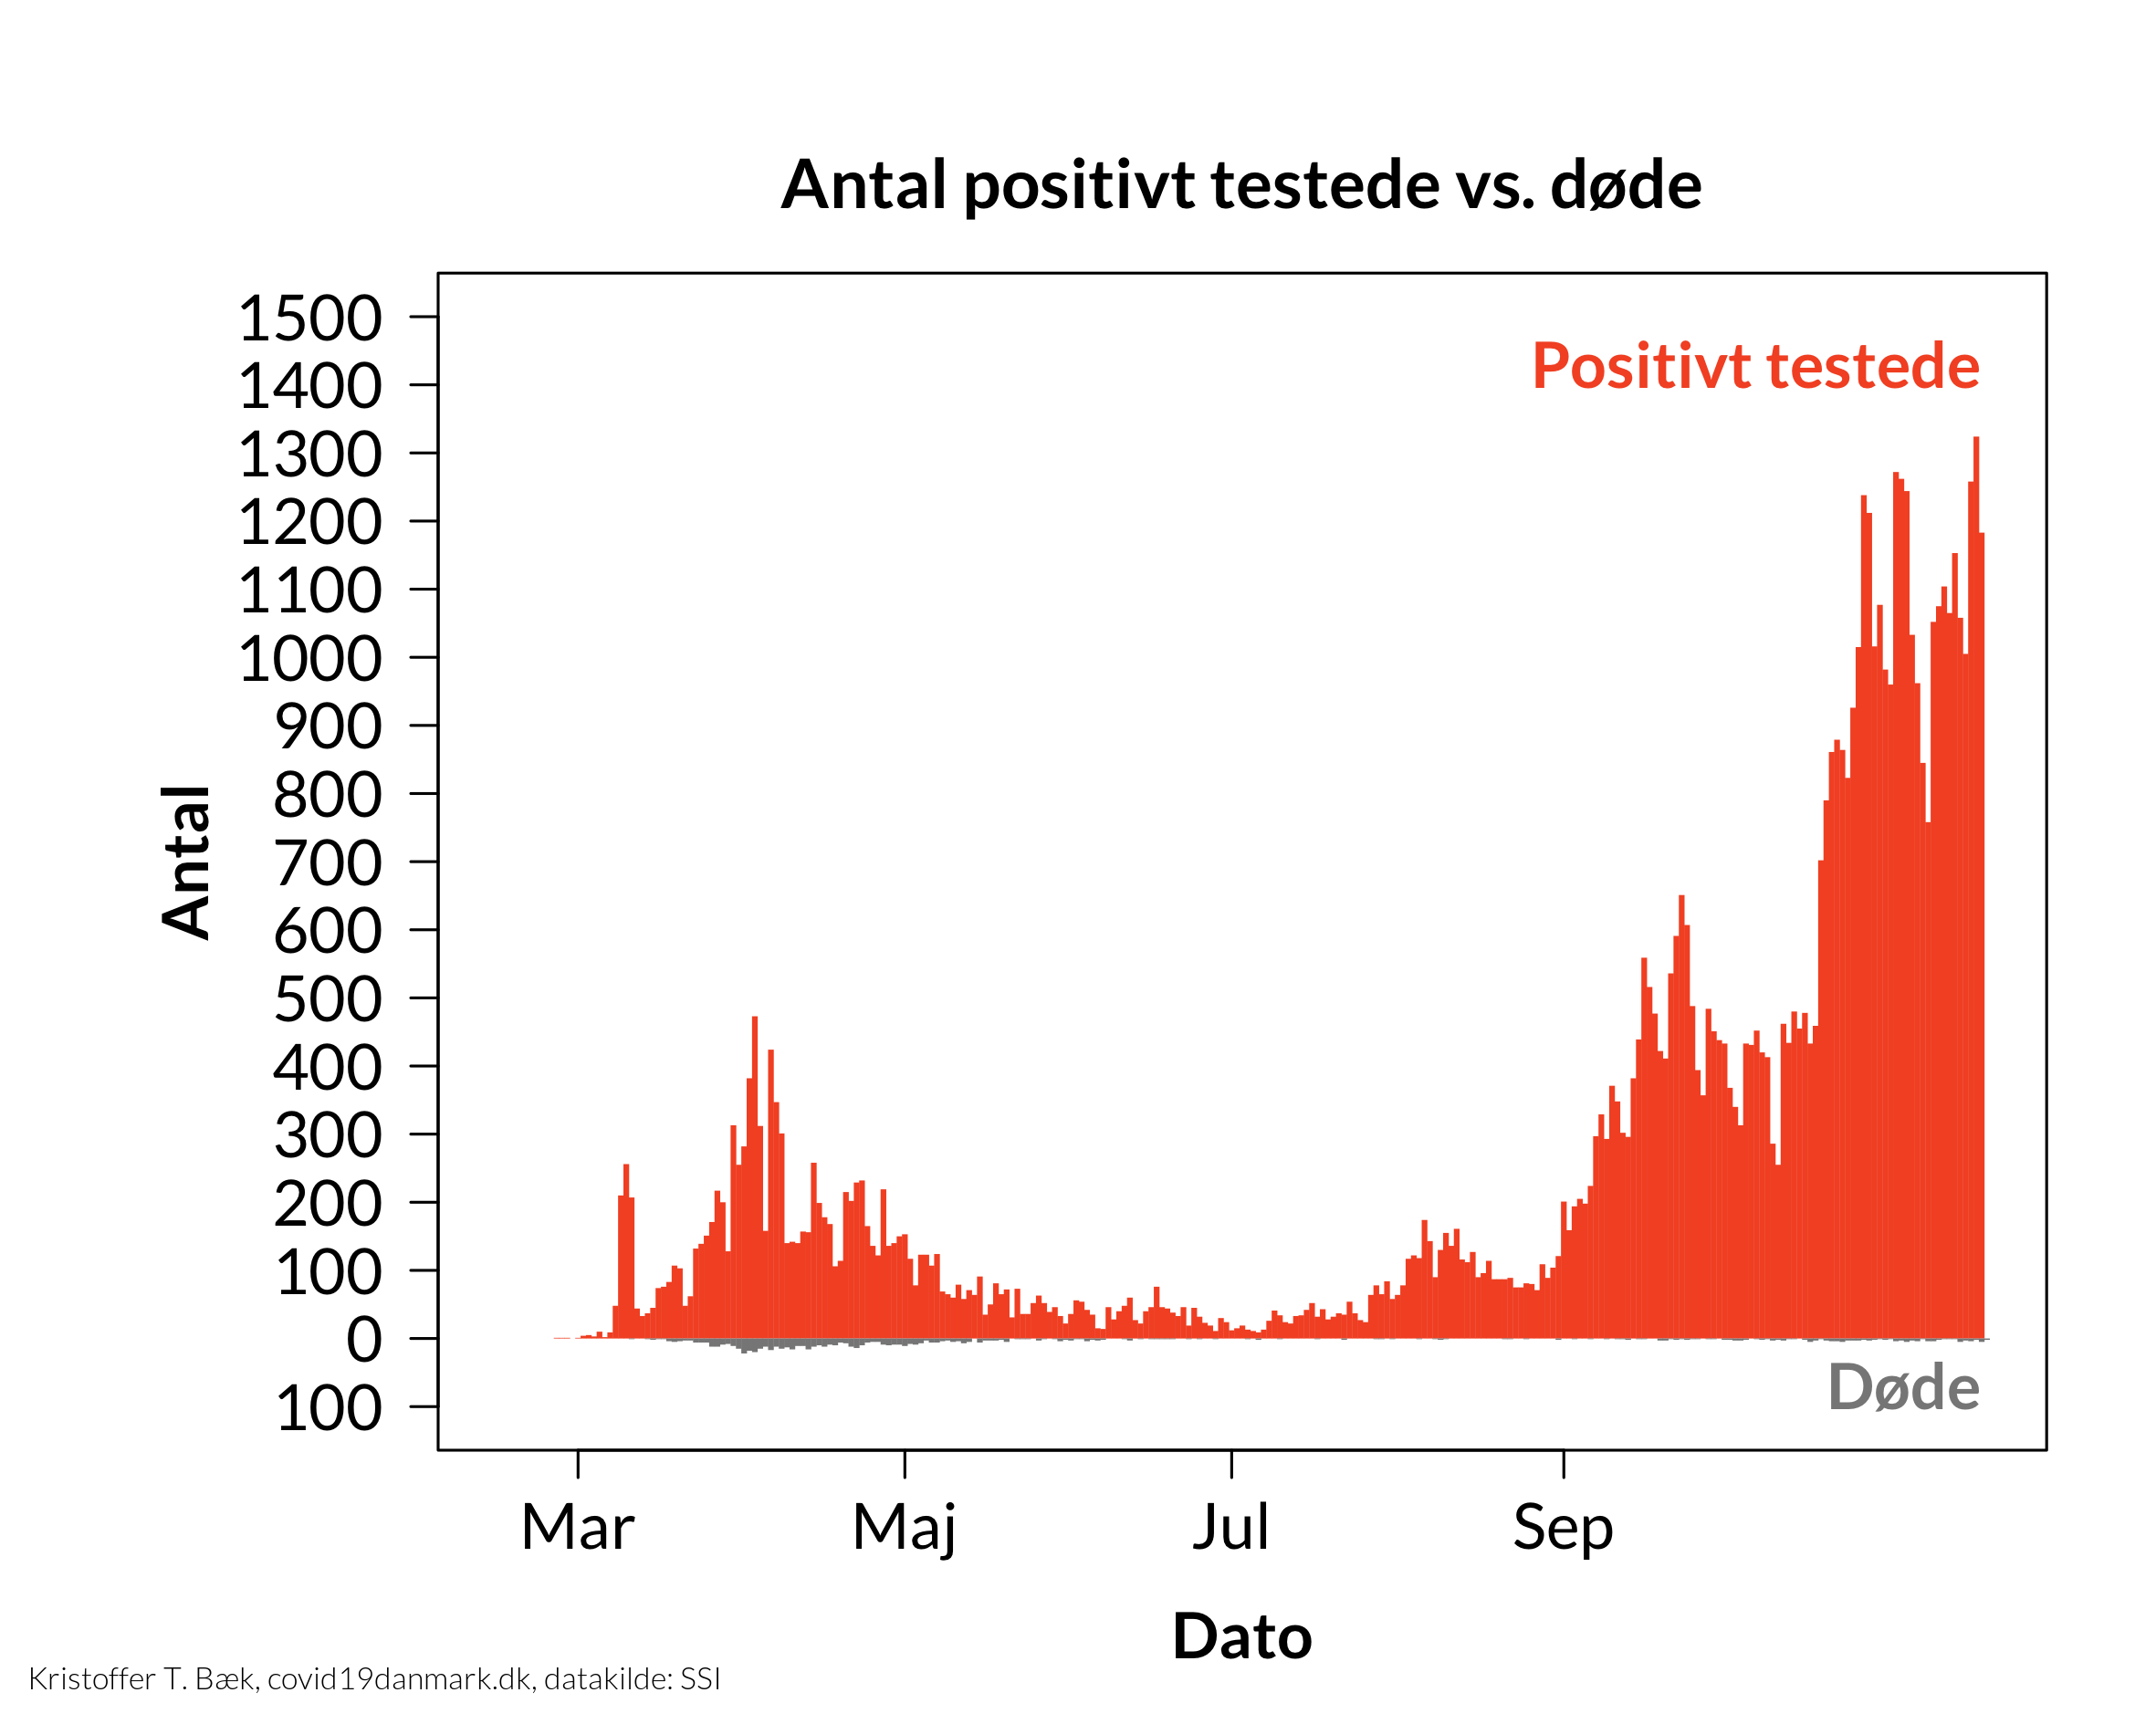 Antal positivt testede vs. døde
1500
1400
1300
1200
1100
1000
900
800
700
600
500
400
300
200
100
0
100
Antal
Positivt testede
Døde
Mar Maj Jul Sep
Dato
Kristoffer T. Bæk, covid19danmark.dk, datakilde: SSI